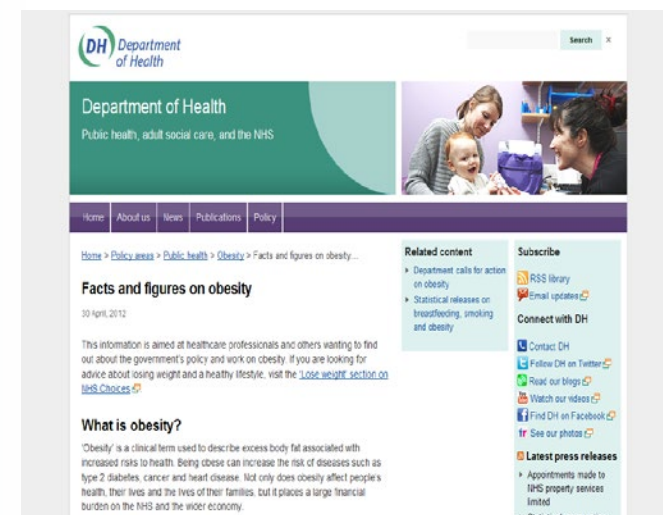 DH Department
of Health
Search x
Department of Health
Public health, adult social care, and the NHS
Home About us News Publications Policy
Home > Policy areas > Public health > Obesity > Facts and figures on obesity...
Facts and figures on obesity
30 April, 2012
This information is aimed at healthcare professionals and others wanting to find
out about the government's policy and work on obesity. If you are looking for
advice about losing weight and a healthy lifestyle, visit the 'Lose weight' section on
NHS Choices
What is obesity?
'Obesity' is a clinical term used to describe excess body fat associated with
increased risks to health. Being obese can increase the risk of diseases such as
type 2 diabetes, cancer and heart disease. Not only does obesity affect people's
health, their lives and the lives of their families, but it places a large financial
burden on the NHS and the wider economy.
Related content
Department calls for action
on obesity
Statistical releases on
breastfeeding, smoking
and obesity
Subscribe
RSS library
Email updates
Connect with DH
Contact DH
Follow DH on Twitter
Read our blogs
Watch our videos
Find DH on Facebook
See our photos
Latest press releases
Appointments made to
NHS property services
limited